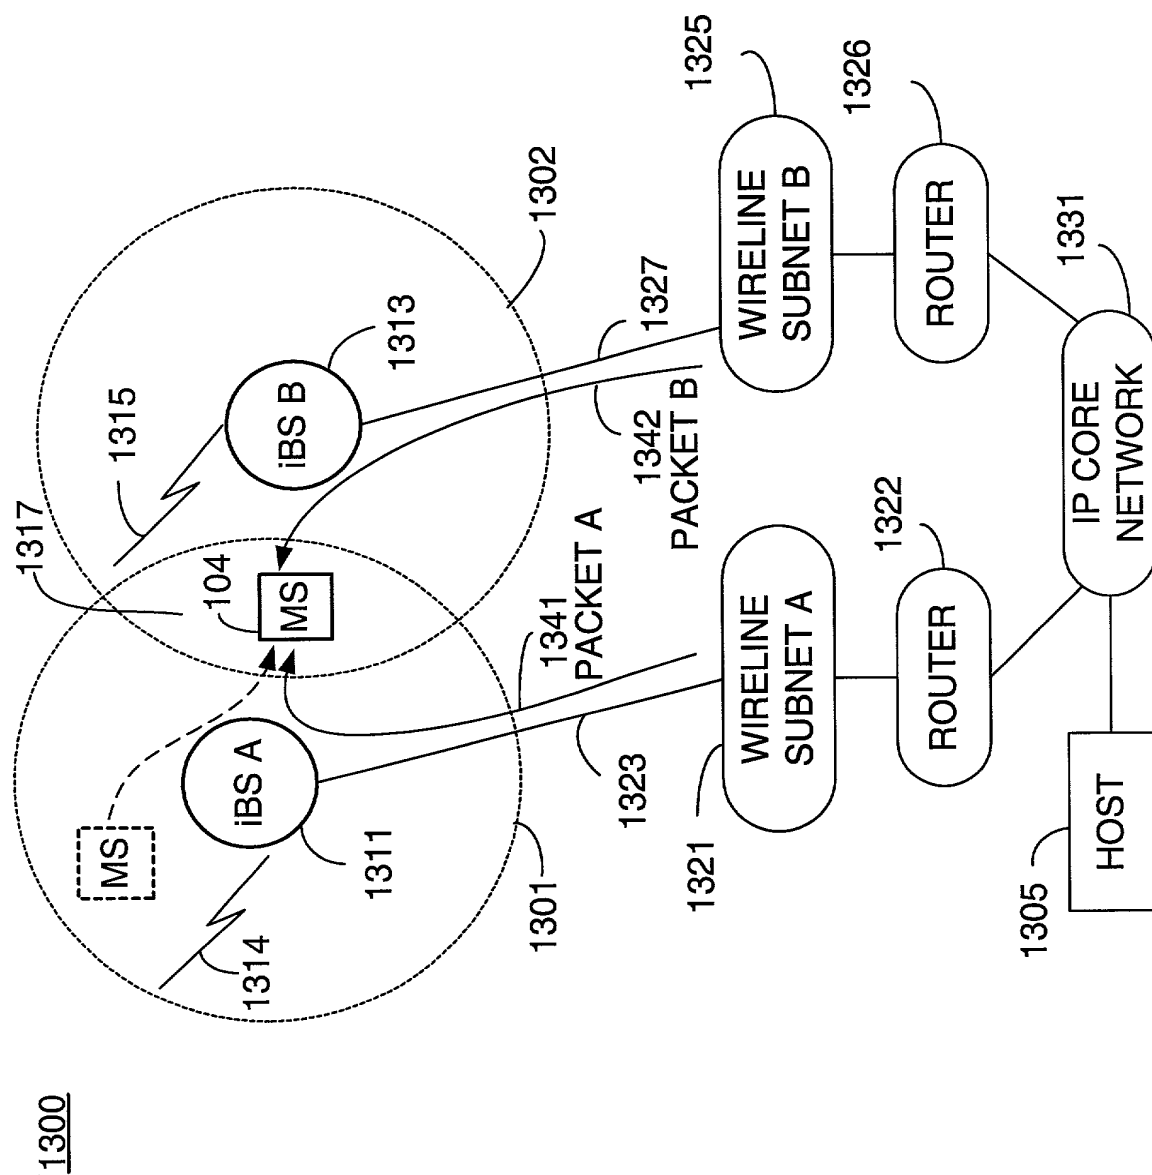 1300
1317
1315
1302
1325
1326
104
MS
iBS B
1313
1327
WIRELINE
SUBNET B
ROUTER
1331
MS
iBS A
1311
1314
1301
1342
PACKET B
1341
PACKET A
1323
1321
WIRELINE
SUBNET A
1322
ROUTER
IP CORE
NETWORK
1305
HOST